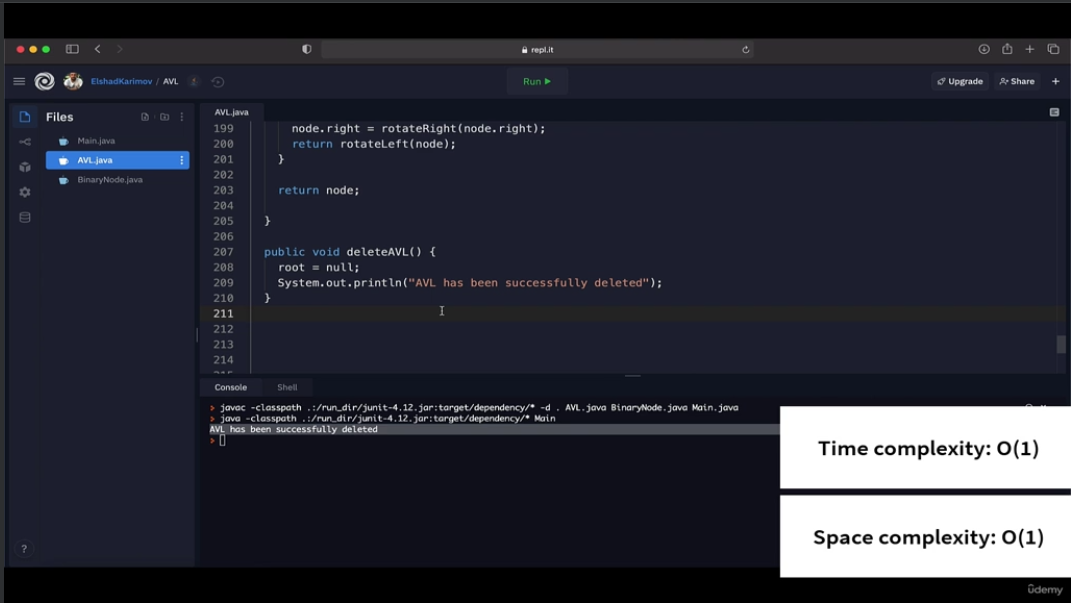 repl.it
ElshadKarimov / AVL
Run
Upgrade
Share
Files
Main.java
AVL.java
BinaryNode.java
AVL.java
199 node.right = rotateRight(node.right);
200 return rotateLeft(node);
201 }
202
203 return node;
204
205 }
206
207 public void deleteAVL() {
208 root = null;
209 System.out.println("AVL has been successfully deleted");
210 }
211
212
213
214
Console Shell
> javac -classpath .:/run_dir/junit-4.12.jar:target/dependency/* -d . AVL.java BinaryNode.java Main.java
> java -classpath .:/run_dir/junit-4.12.jar:target/dependency/* Main
AVL has been successfully deleted
>
Time complexity: O(1)
Space complexity: O(1)
?
ûdemy